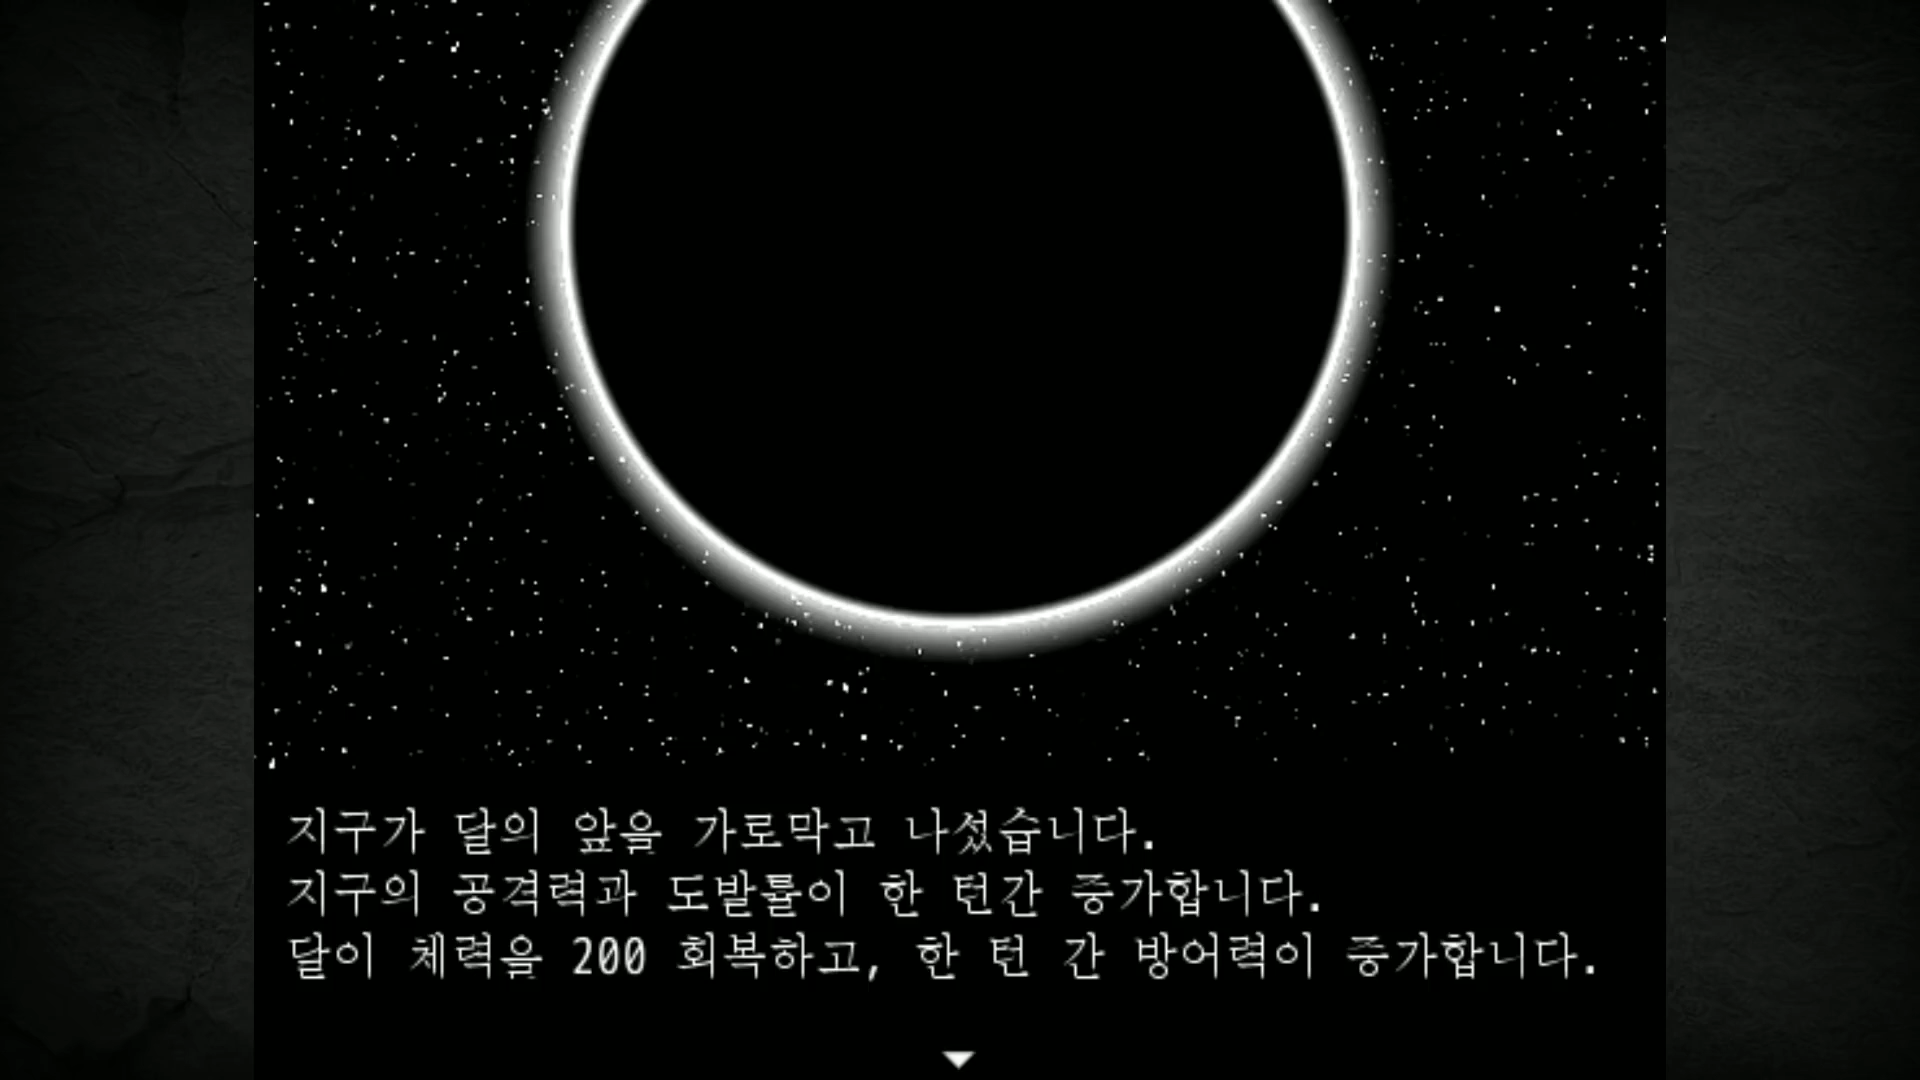 지구가 달의 앞을 가로막고 나섰습니다.
지구의 공격력과 도발률이 한 턴간 증가합니다.
달이 체력을 200 회복하고, 한 턴 간 방어력이 증가합니다.